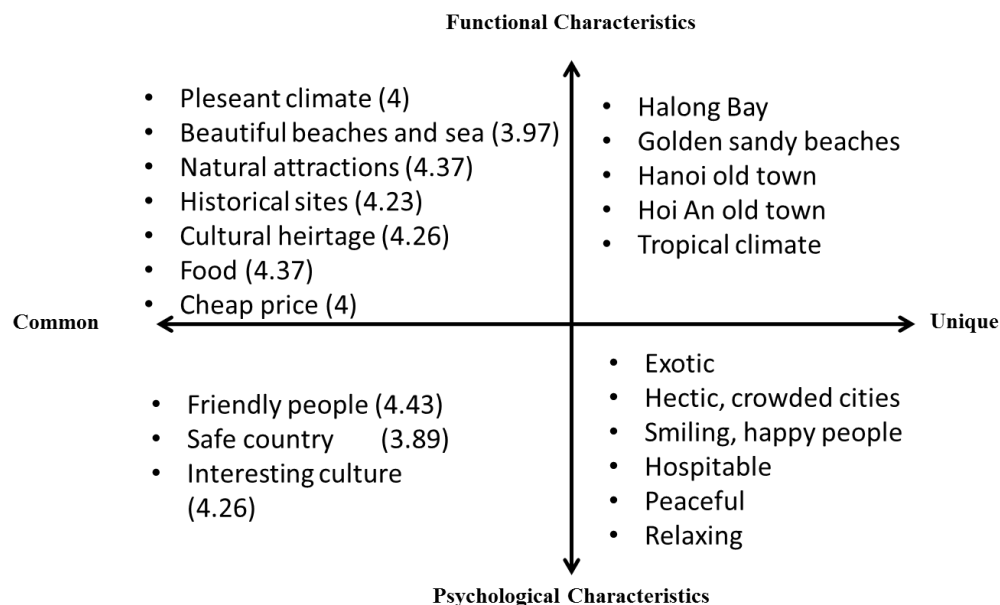 Functional Characteristics
• Pleseant climate (4)
• Beautiful beaches and sea (3.97)
• Natural attractions (4.37)
• Historical sites (4.23)
• Cultural heirtage (4.26)
• Food (4.37)
• Cheap price (4)
• Halong Bay
• Golden sandy beaches
• Hanoi old town
• Hoi An old town
• Tropical climate
Common
Unique
• Friendly people (4.43)
• Safe country (3.89)
• Interesting culture
(4.26)
• Exotic
• Hectic, crowded cities
• Smiling, happy people
• Hospitable
• Peaceful
• Relaxing
Psychological Characteristics